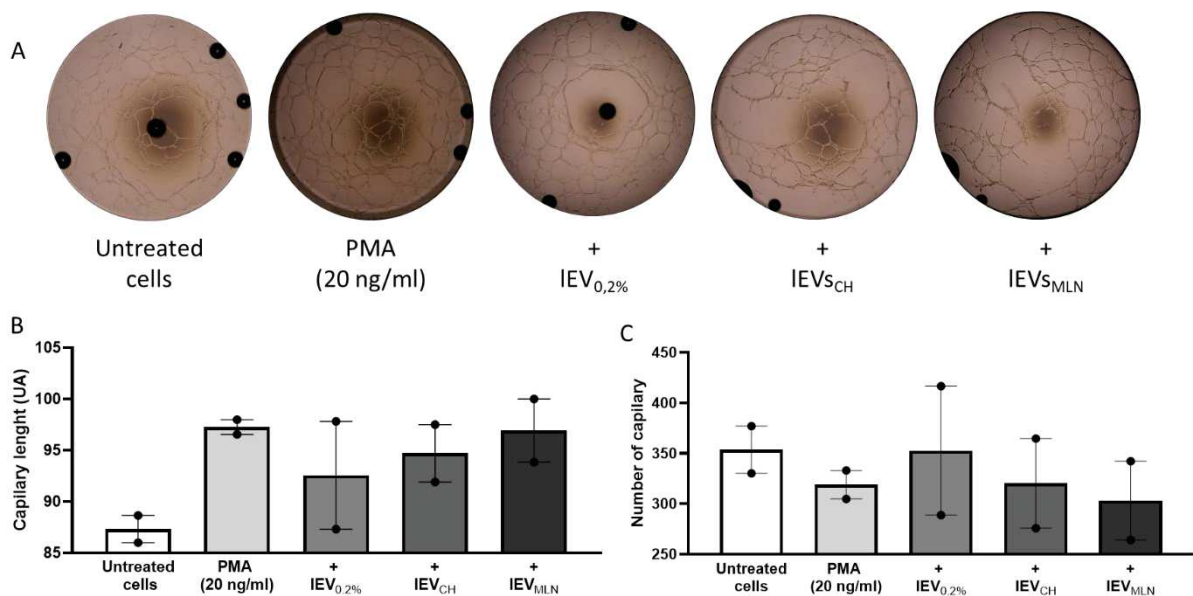 A
Untreated
cells
PMA
(20 ng/ml)
+
lEV0,2%
+
lEVsCH
+
lEVsMLN
B
Capilary lenght (UA)
105
100
95
90
85
Untreated
cells
PMA
(20 ng/ml)
+
lEV0.2%
+
lEVCH
+
lEVMLN
C
Number of capilary
450
400
350
300
250
Untreated
cells
PMA
(20 ng/ml)
+
lEV0.2%
+
lEVCH
+
lEVMLN